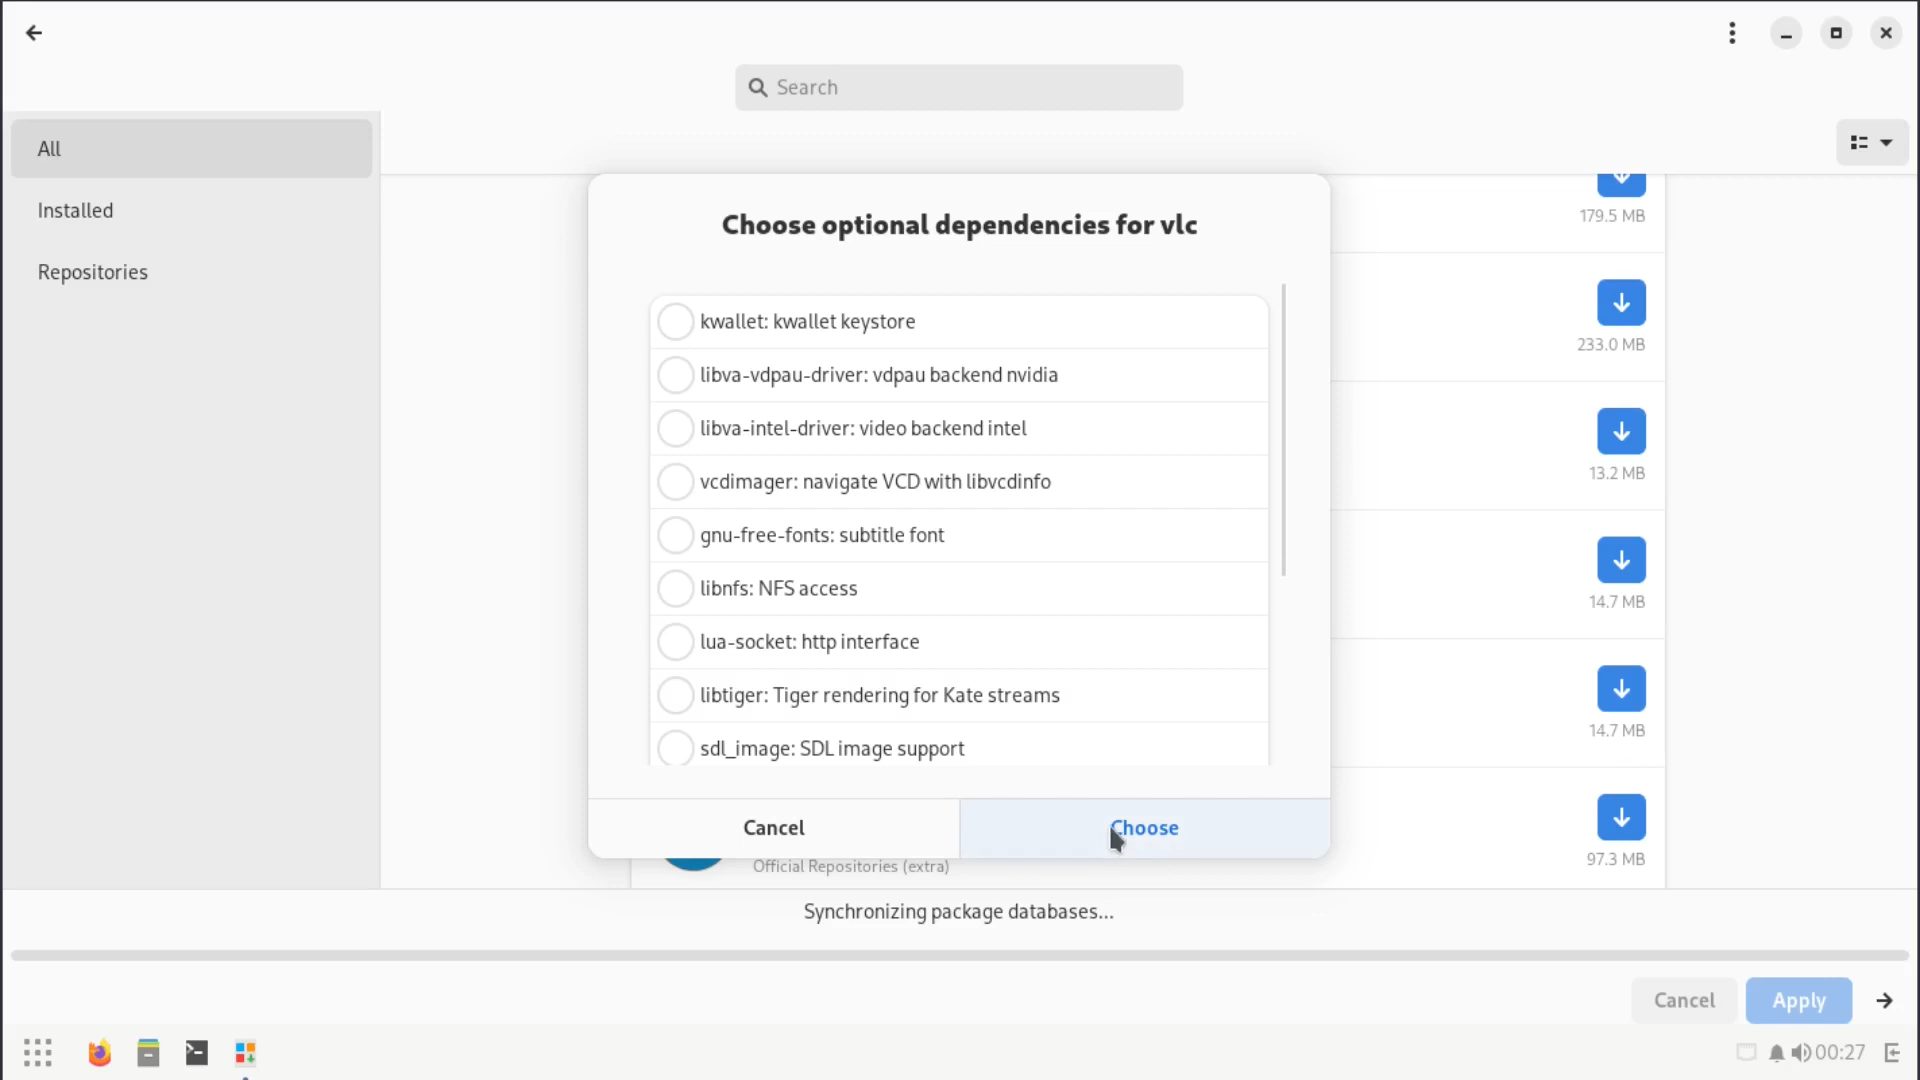 Search
All
Installed
Repositories
179.5 MB
233.0 MB
13.2 MB
14.7 MB
14.7 MB
97.3 MB
Choose optional dependencies for vlc
kwallet: kwallet keystore
libva-vdpau-driver: vdpau backend nvidia
libva-intel-driver: video backend intel
vcdimager: navigate VCD with libvcdinfo
gnu-free-fonts: subtitle font
libnfs: NFS access
lua-socket: http interface
libtiger: Tiger rendering for Kate streams
sdl_image: SDL image support
Cancel
Choose
Official Repositories (extra)
Synchronizing package databases...
Cancel
Apply
00:27